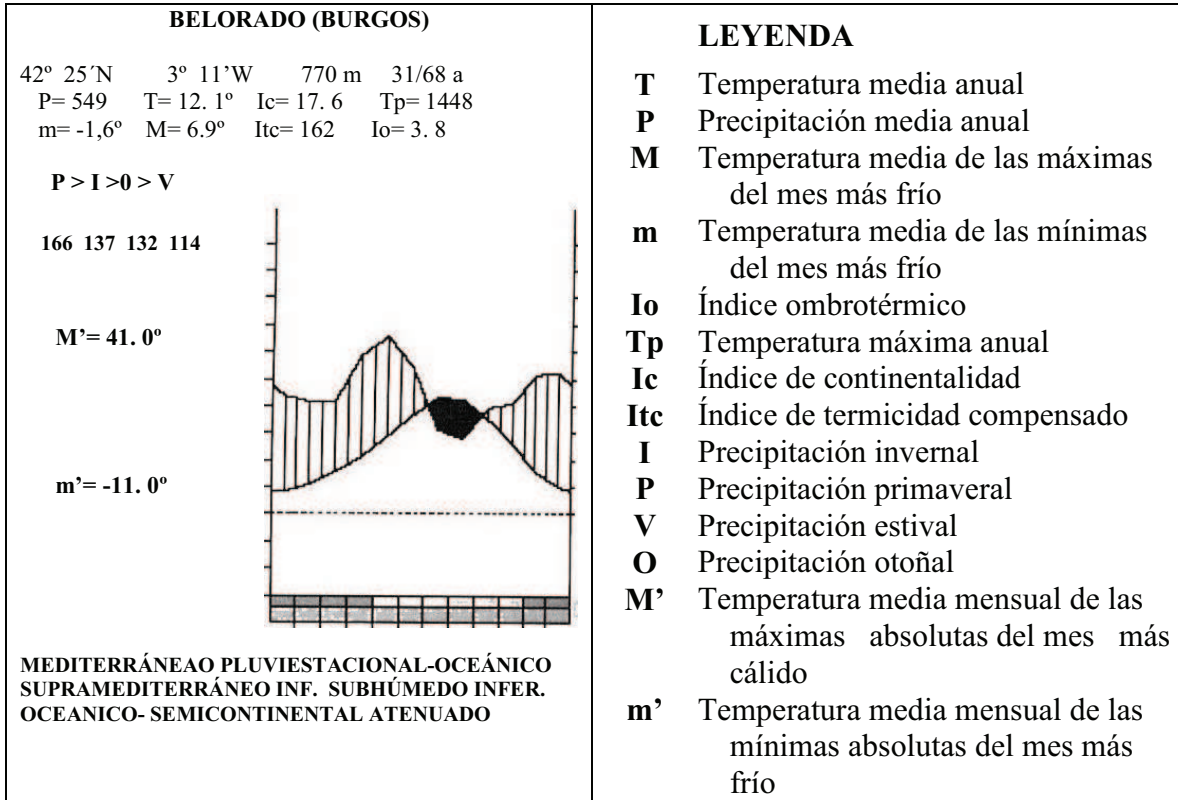 BELORADO (BURGOS)
42º 25´N 3º 11’W 770 m 31/68 a
P= 549 T= 12. 1º Ic= 17. 6 Tp= 1448
m= -1,6º M= 6.9º Itc= 162 Io= 3. 8
P > I >0 > V
166 137 132 114
M’= 41. 0º
m’= -11. 0º
MEDITERRÁNEAO PLUVIESTACIONAL-OCEÁNICO
SUPRAMEDITERRÁNEO INF. SUBHÚMEDO INFER.
OCEANICO- SEMICONTINENTAL ATENUADO
LEYENDA
T Temperatura media anual
P Precipitación media anual
M Temperatura media de las máximas
del mes más frío
m Temperatura media de las mínimas
del mes más frío
Io Índice ombrotérmico
Tp Temperatura máxima anual
Ic Índice de continentalidad
Itc Índice de termicidad compensado
I Precipitación invernal
P Precipitación primaveral
V Precipitación estival
O Precipitación otoñal
M’ Temperatura media mensual de las
máximas absolutas del mes más
cálido
m’ Temperatura media mensual de las
mínimas absolutas del mes más
frío